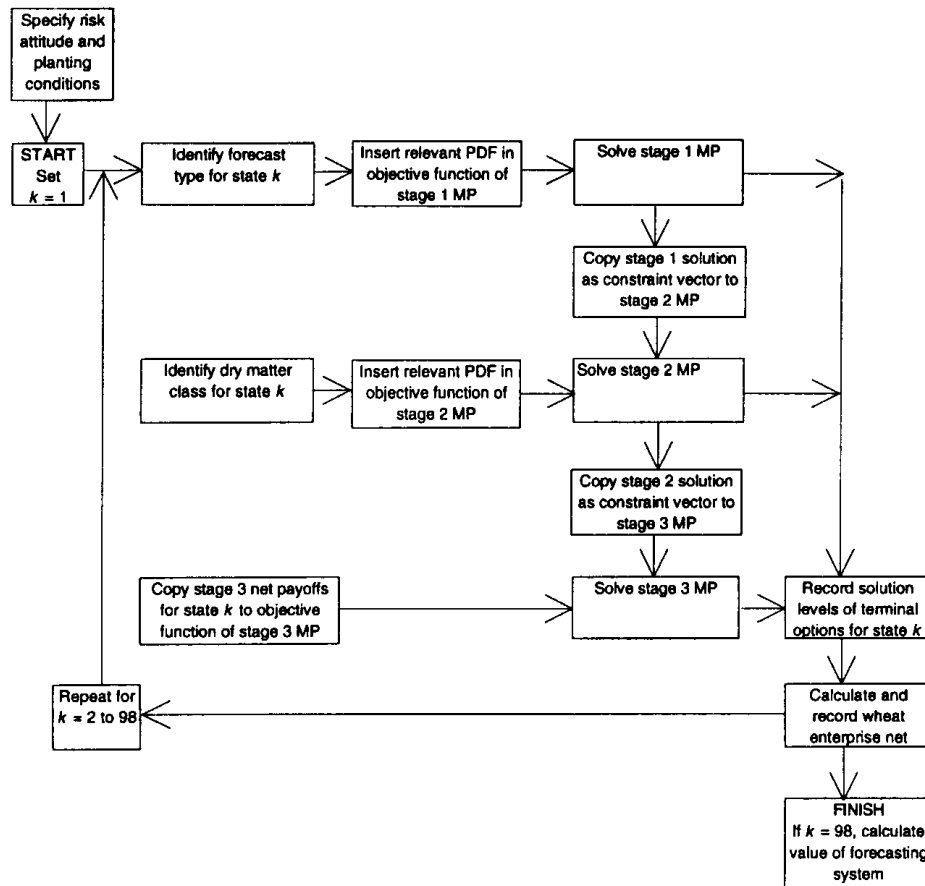 Specify risk
attitude and
planting
conditions
START
Set
k = 1
Identify forecast
type for state k
Insert relevant PDF in
objective function of
stage 1 MP
Solve stage 1 MP
Copy stage 1 solution
as constraint vector to
stage 2 MP
Identify dry matter
class for state k
Insert relevant PDF in
objective function of
stage 2 MP
Solve stage 2 MP
Copy stage 2 solution
as constraint vector to
stage 3 MP
Copy stage 3 net payoffs
for state k to objective
function of stage 3 MP
Solve stage 3 MP
Record solution
levels of terminal
options for state k
Repeat for
k = 2 to 98
Calculate and
record wheat
enterprise net
FINISH
If k = 98, calculate
value of forecasting
system